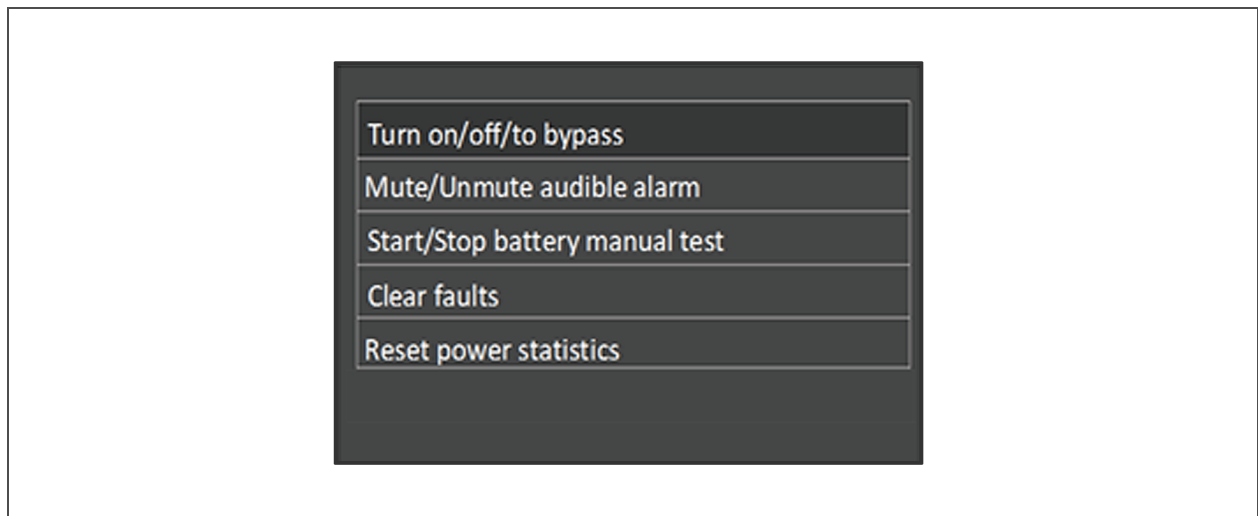 Turn on/off/to bypass
Mute/Unmute audible alarm
Start/Stop battery manual test
Clear faults
Reset power statistics